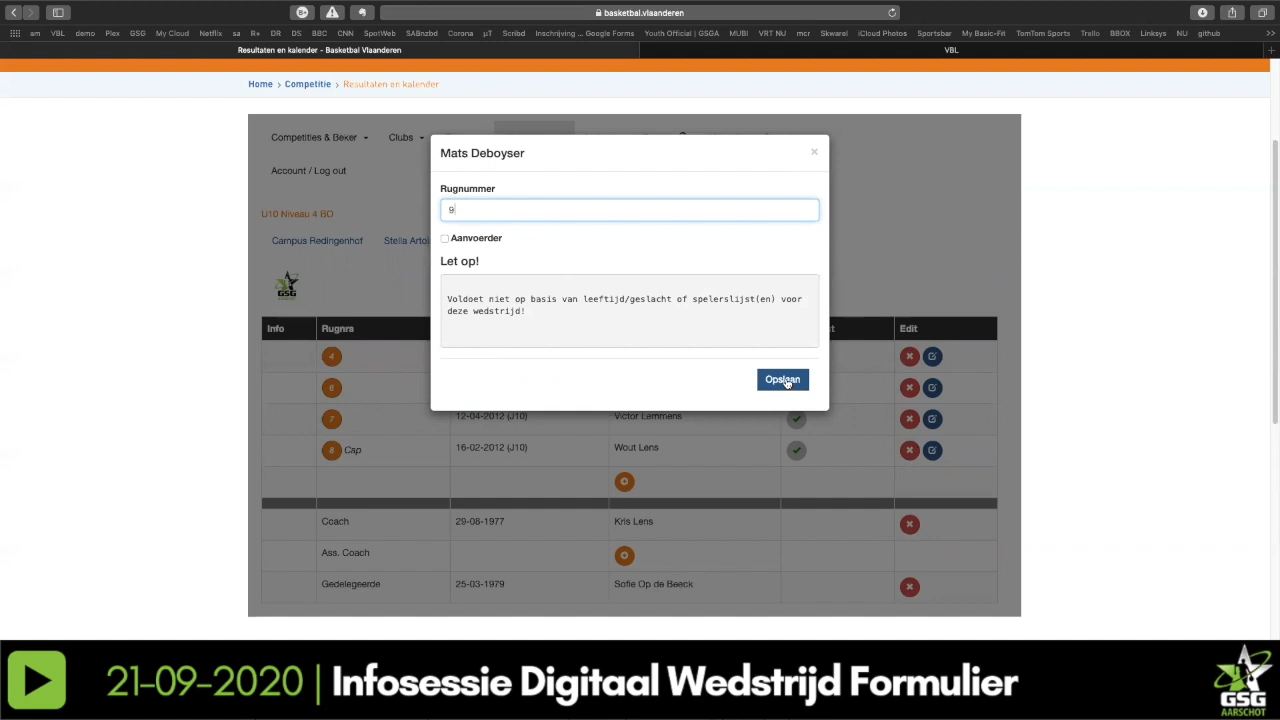 basketbal.vlaanderen
am VBL demo Plex GSG My Cloud Netflix sa R+ DR DS BBC CNN SpotWeb SABnzbd Corona µT Scribd Inschrijving ... Google Forms Youth Official | GSGA MUBI VRT NU mcr Skwarel iCloud Photos Sportsbar My Basic-Fit TomTom Sports Trello BBOX Linksys NU github
Resultaten en kalender - Basketbal Vlaanderen VBL
Home > Competitie > Resultaten en kalender
Competities & Beker Clubs
Account / Log out
Mats Deboyser ×
Rugnummer
9
Aanvoerder
Let op!
Voldoet niet op basis van leeftijd/geslacht of spelerslijst(en) voor
deze wedstrijd!
Opslaan
U10 Niveau 4 BD
Campus Redingenhof
Info Rugnrs Edit
4
6
7 12-04-2012 (J10) Victor Lemmens
8 Cap 16-02-2012 (J10) Wout Lens
Coach 29-08-1977 Kris Lens
Ass. Coach
Gedelegeerde 25-03-1979 Sofie Op de Beeck
21-09-2020 | Infosessie Digitaal Wedstrijd Formulier
GSG
AARSCHOT